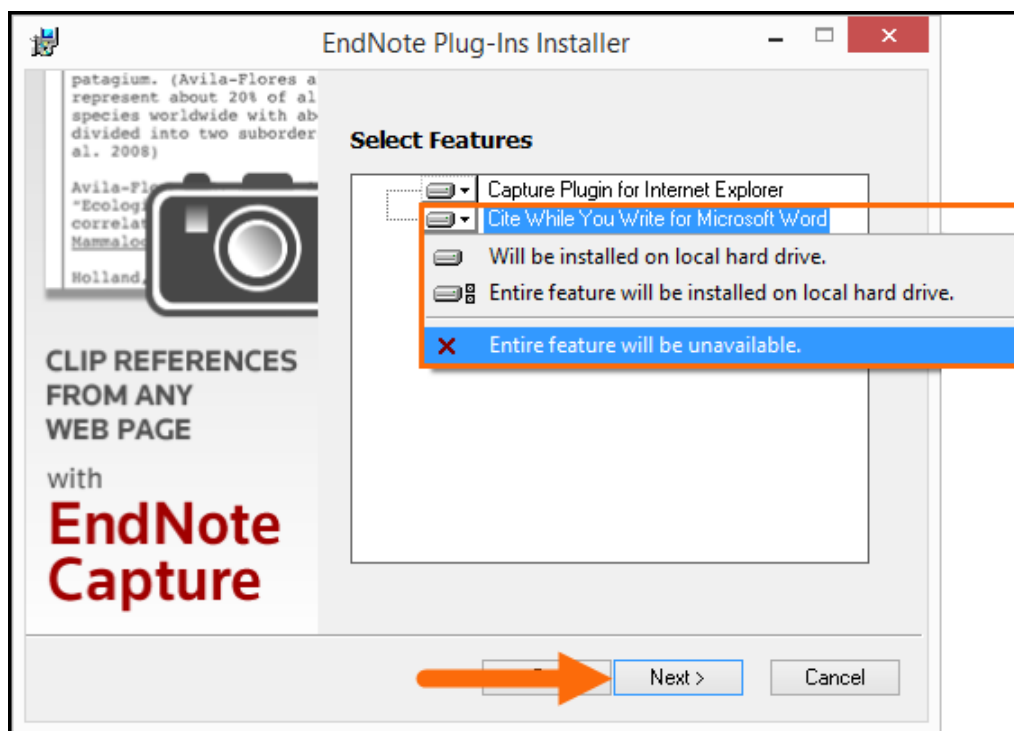 EndNote Plug-Ins Installer
patagium. (Avila-Flores a
represent about 20% of al
species worldwide with ab
divided into two suborder
al. 2008)
Avila-Flo
"Ecologi
correlat
Mammalog
Holland,
CLIP REFERENCES
FROM ANY
WEB PAGE
with
EndNote
Capture
Select Features
Capture Plugin for Internet Explorer
Cite While You Write for Microsoft Word
Will be installed on local hard drive.
Entire feature will be installed on local hard drive.
Entire feature will be unavailable.
Next >
Cancel